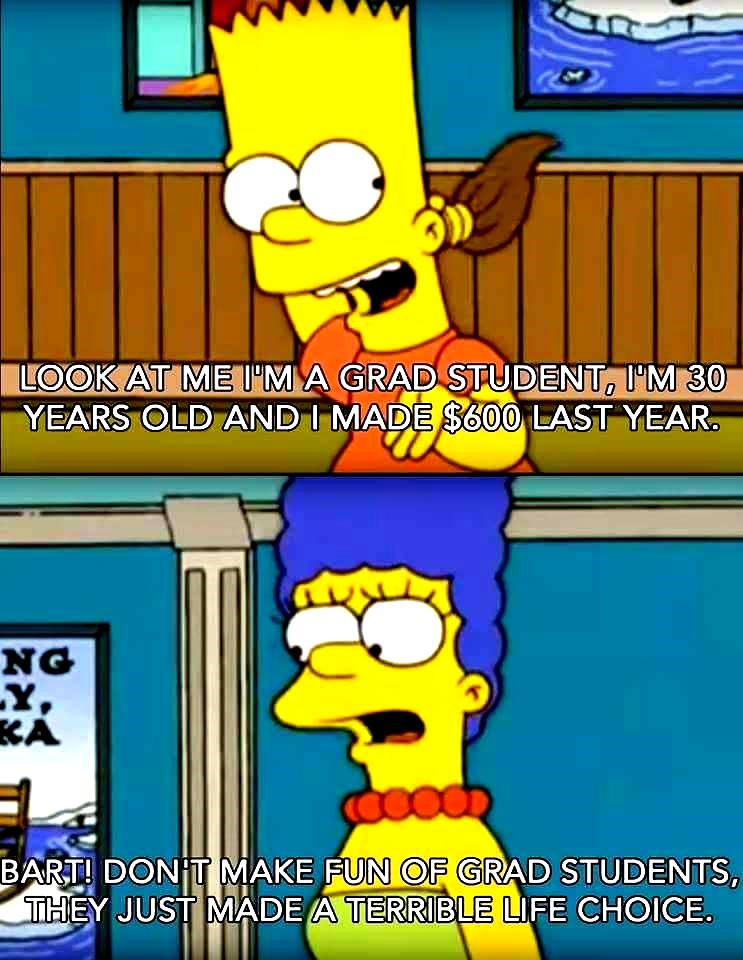 LOOK AT ME I'M A GRAD STUDENT, I'M 30
YEARS OLD AND I MADE $600 LAST YEAR.
NG
Y,
KA
BART! DON'T MAKE FUN OF GRAD STUDENTS,
THEY JUST MADE A TERRIBLE LIFE CHOICE.